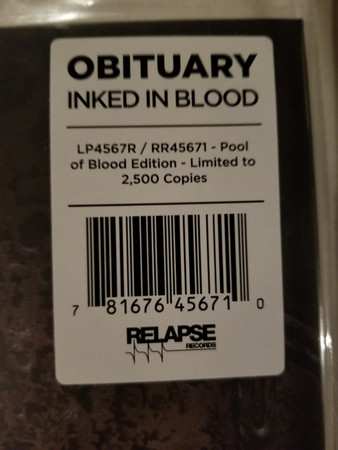 OBITUARY
INKED IN BLOOD
LP4567R / RR45671 - Pool
of Blood Edition - Limited to
2,500 Copies
7 81676 45671 0
RELAPSE
RECORDS